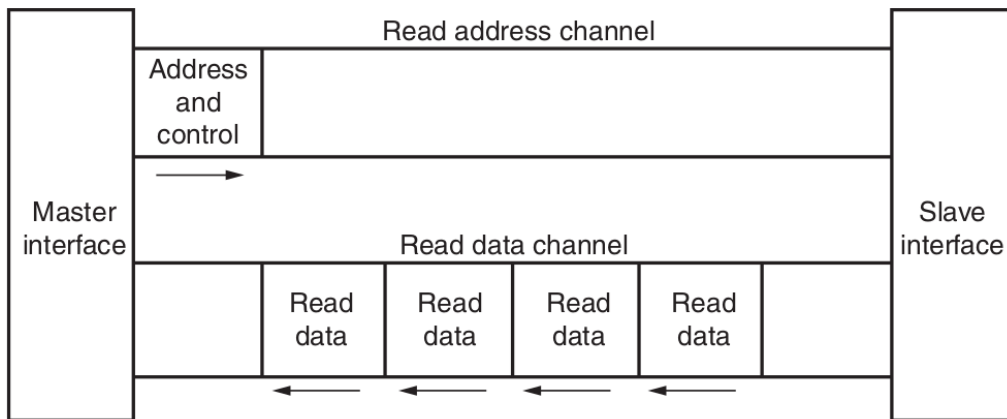 Read address channel
Address
and
control
Master
interface
Slave
interface
Read data channel
Read
data
Read
data
Read
data
Read
data